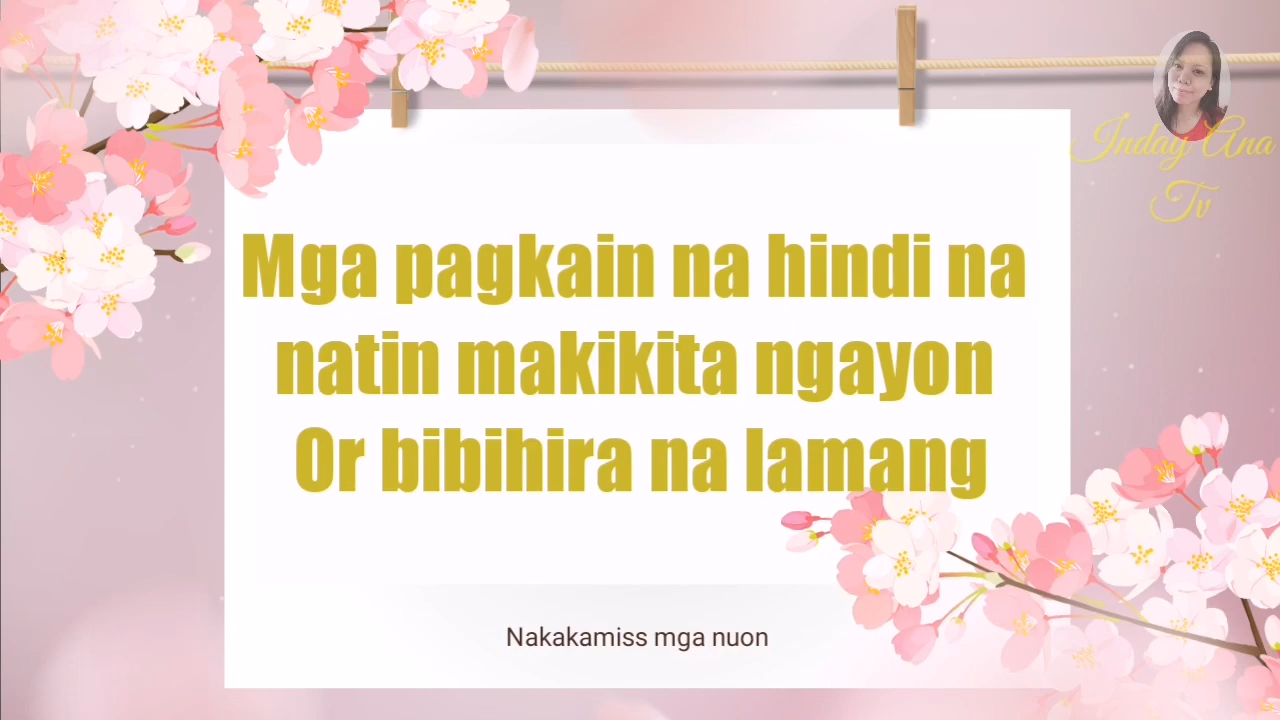 Inday Ana
Tv
Mga pagkain na hindi na
natin makikita ngayon
Or bibihira na lamang
Nakakamiss mga nuon